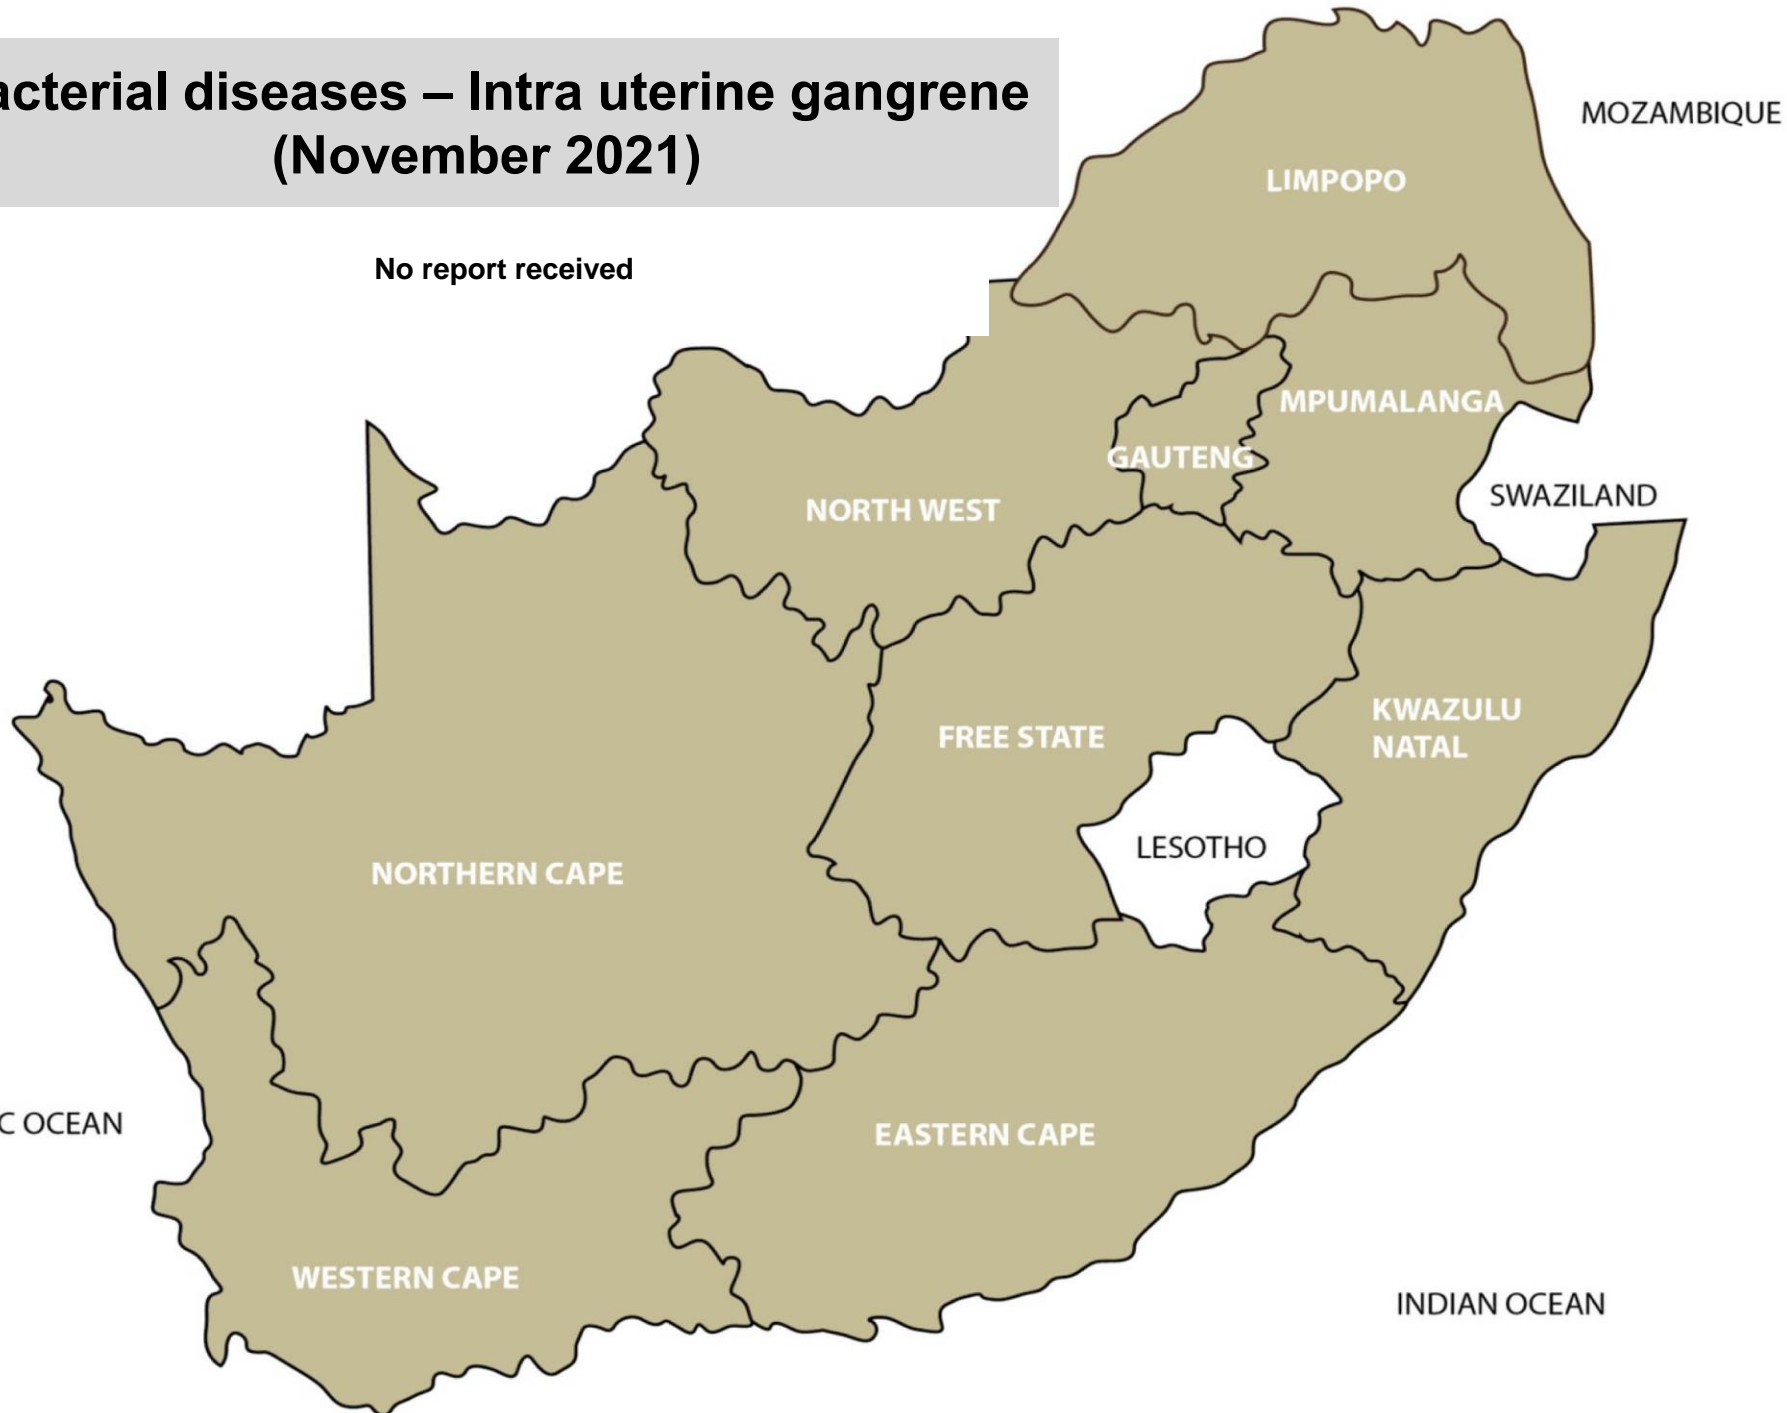 acterial diseases – Intra uterine gangrene
(November 2021)
MOZAMBIQUE
LIMPOPO
No report received
MPUMALANGA
GAUTENG
NORTH WEST
SWAZILAND
FREE STATE
KWAZULU
NATAL
LESOTHO
NORTHERN CAPE
C OCEAN
EASTERN CAPE
WESTERN CAPE
INDIAN OCEAN